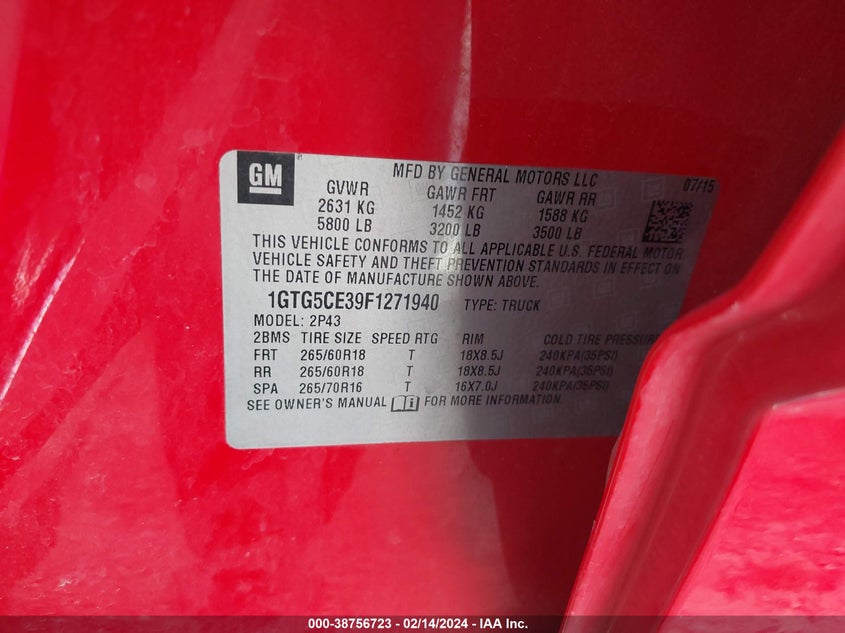 GM
MFD BY GENERAL MOTORS LLC 07/15
GVWR GAWR FRT GAWR RR
2631 KG 1452 KG 1588 KG
5800 LB 3200 LB 3500 LB
THIS VEHICLE CONFORMS TO ALL APPLICABLE U.S. FEDERAL MOTOR
VEHICLE SAFETY AND THEFT PREVENTION STANDARDS IN EFFECT ON
THE DATE OF MANUFACTURE SHOWN ABOVE.
1GTG5CE39F1271940 TYPE: TRUCK
MODEL: 2P43
2BMS TIRE SIZE SPEED RTG RIM COLD TIRE PRESSURE
FRT 265/60R18 T 18X8.5J 240KPA(35PSI)
RR 265/60R18 T 18X8.5J 240KPA(35PSI)
SPA 265/70R16 T 16X7.0J 240KPA(35PSI)
SEE OWNER'S MANUAL FOR MORE INFORMATION.
000-38756723 - 02/14/2024 - IAA Inc.